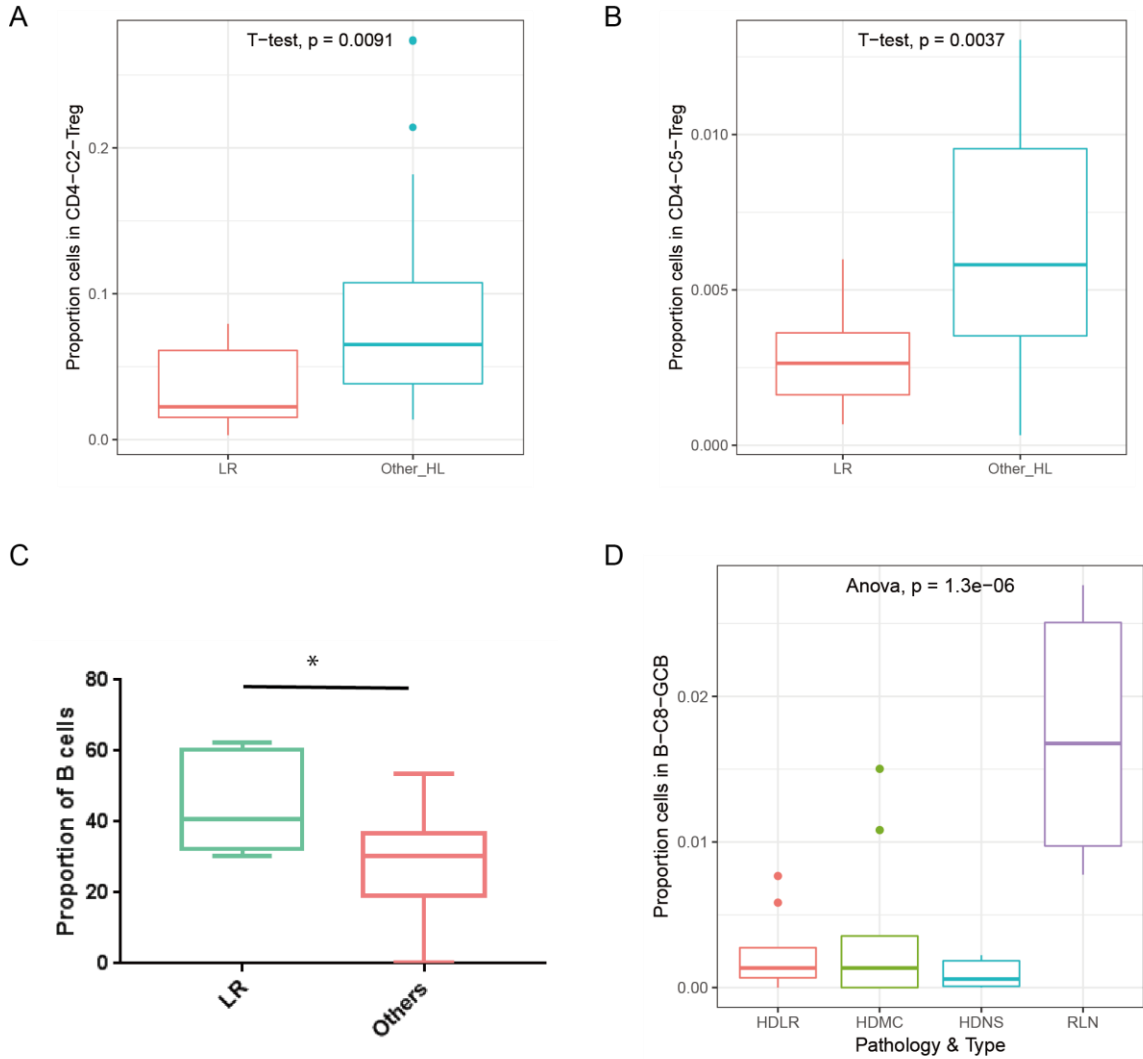 A
T-test, p = 0.0091
Proportion cells in CD4-C2-Treg
0.2
0.1
0.0
LR Other_HL
B
T-test, p = 0.0037
Proportion cells in CD4-C5-Treg
0.010
0.005
0.000
LR Other_HL
C
*
Proportion of B cells
80
60
40
20
0
LR Others
D
Anova, p = 1.3e-06
Proportion cells in B-C8-GCB
0.02
0.01
0.00
HDLR HDMC HDNS RLN
Pathology & Type